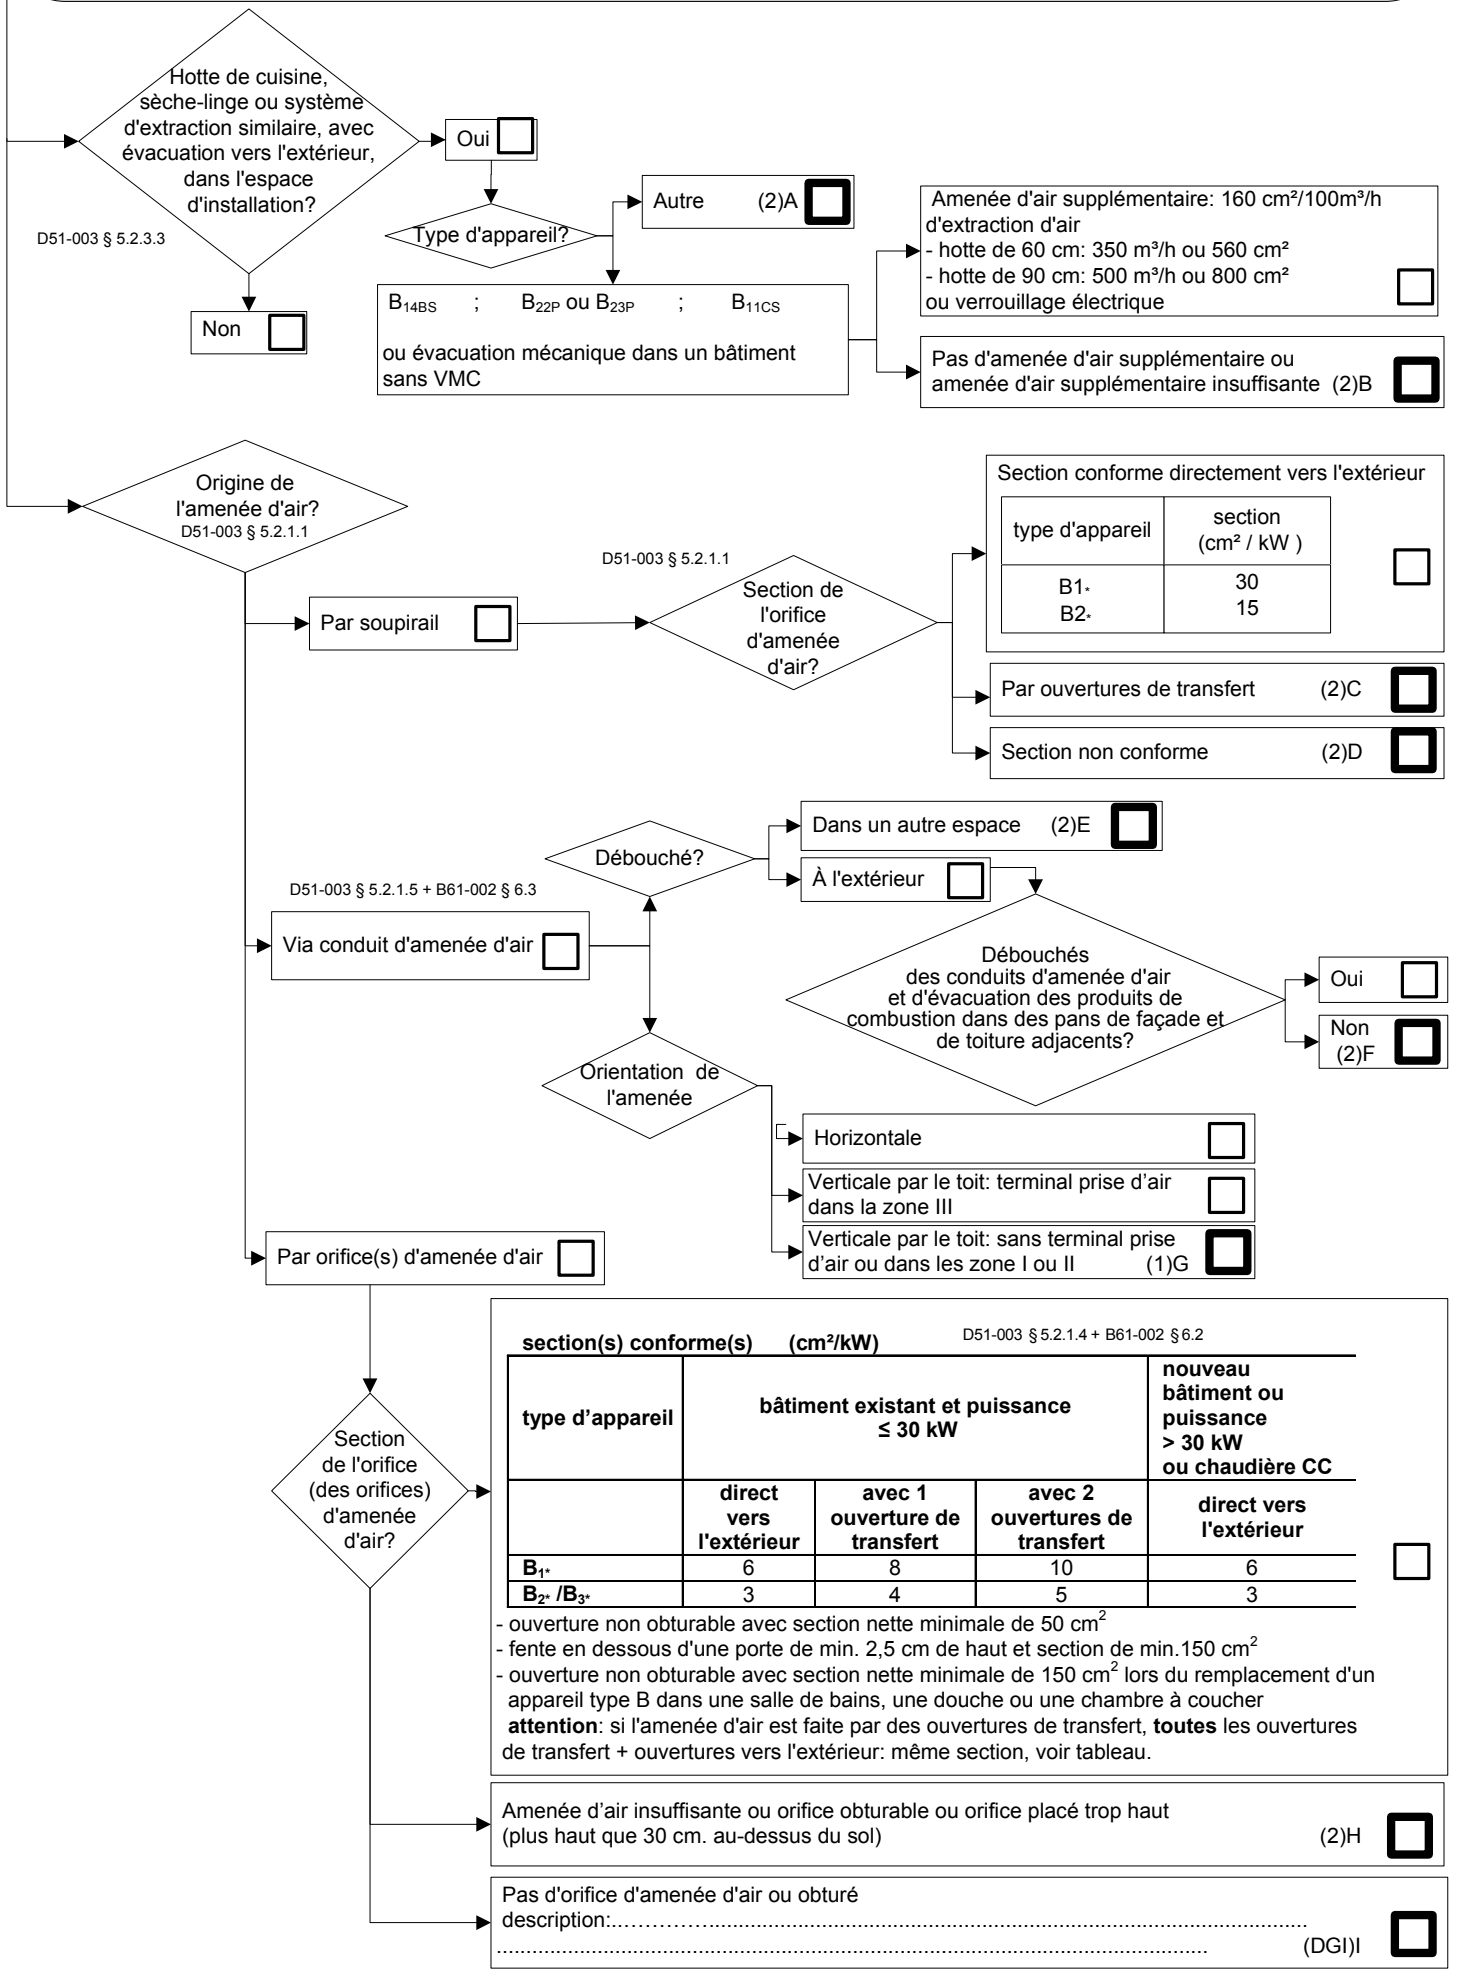 Hotte de cuisine,
sèche-linge ou système
d'extraction similaire, avec
évacuation vers l'extérieur,
dans l'espace
d'installation?
D51-003 § 5.2.3.3
Oui
Non
Type d'appareil?
Autre (2)A
B14BS ; B22P ou B23P ; B11CS
ou évacuation mécanique dans un bâtiment
sans VMC
Amenée d'air supplémentaire: 160 cm²/100m³/h
d'extraction d'air
- hotte de 60 cm: 350 m³/h ou 560 cm²
- hotte de 90 cm: 500 m³/h ou 800 cm²
ou verrouillage électrique
Pas d'amenée d'air supplémentaire ou
amenée d'air supplémentaire insuffisante (2)B
Origine de
l'amenée d'air?
D51-003 § 5.2.1.1
Par soupirail
D51-003 § 5.2.1.1
Section de
l'orifice
d'amenée
d'air?
Section conforme directement vers l'extérieur
type d'appareil
section
(cm² / kW )
B1* 30
B2* 15
Par ouvertures de transfert (2)C
Section non conforme (2)D
D51-003 § 5.2.1.5 + B61-002 § 6.3
Via conduit d'amenée d'air
Débouché?
Dans un autre espace (2)E
À l'extérieur
Débouchés
des conduits d'amenée d'air
et d'évacuation des produits de
combustion dans des pans de façade et
de toiture adjacents?
Oui
Non
(2)F
Orientation de
l'amenée
Horizontale
Verticale par le toit: terminal prise d'air
dans la zone III
Verticale par le toit: sans terminal prise
d'air ou dans les zone I ou II (1)G
Par orifice(s) d'amenée d'air
Section
de l'orifice
(des orifices)
d'amenée
d'air?
section(s) conforme(s) (cm²/kW) D51-003 § 5.2.1.4 + B61-002 § 6.2
type d'appareil
bâtiment existant et puissance
≤ 30 kW
nouveau
bâtiment ou
puissance
> 30 kW
ou chaudière CC
direct
vers
l'extérieur
avec 1
ouverture de
transfert
avec 2
ouvertures de
transfert
direct vers
l'extérieur
B1* 6 8 10 6
B2* /B3* 3 4 5 3
- ouverture non obturable avec section nette minimale de 50 cm²
- fente en dessous d'une porte de min. 2,5 cm de haut et section de min.150 cm²
- ouverture non obturable avec section nette minimale de 150 cm² lors du remplacement d'un
appareil type B dans une salle de bains, une douche ou une chambre à coucher
attention: si l'amenée d'air est faite par des ouvertures de transfert, toutes les ouvertures
de transfert + ouvertures vers l'extérieur: même section, voir tableau.
Amenée d'air insuffisante ou orifice obturable ou orifice placé trop haut
(plus haut que 30 cm. au-dessus du sol) (2)H
Pas d'orifice d'amenée d'air ou obturé
description:..............................................................
.............................................................. (DGI)I